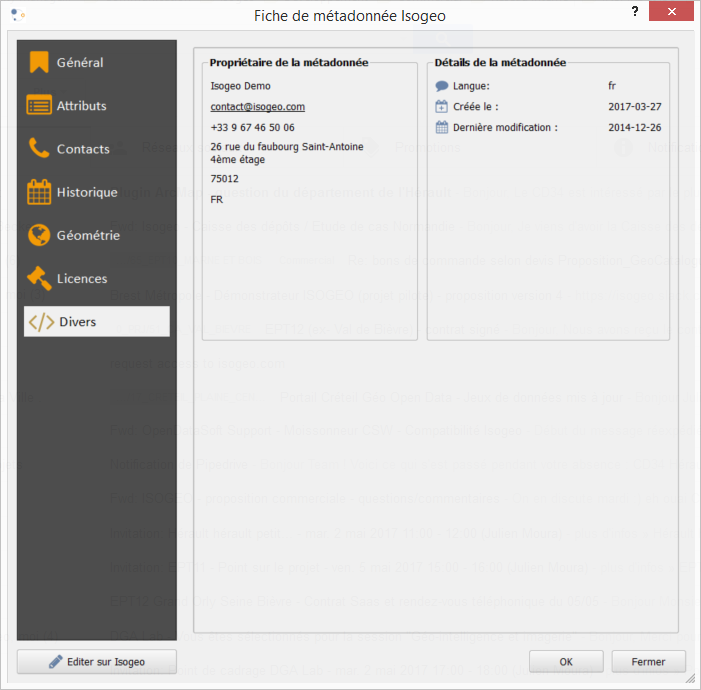 Fiche de métadonnée Isogeo
?
Général
Attributs
Contacts
Historique
Géométrie
Licences
Divers
Propriétaire de la métadonnée
Isogeo Demo
contact@isogeo.com
+33 9 67 46 50 06
26 rue du faubourg Saint-Antoine
4ème étage
75012
FR
Détails de la métadonnée
Langue: fr
Créée le : 2017-03-27
Dernière modification : 2014-12-26
Editer sur Isogeo
OK
Fermer